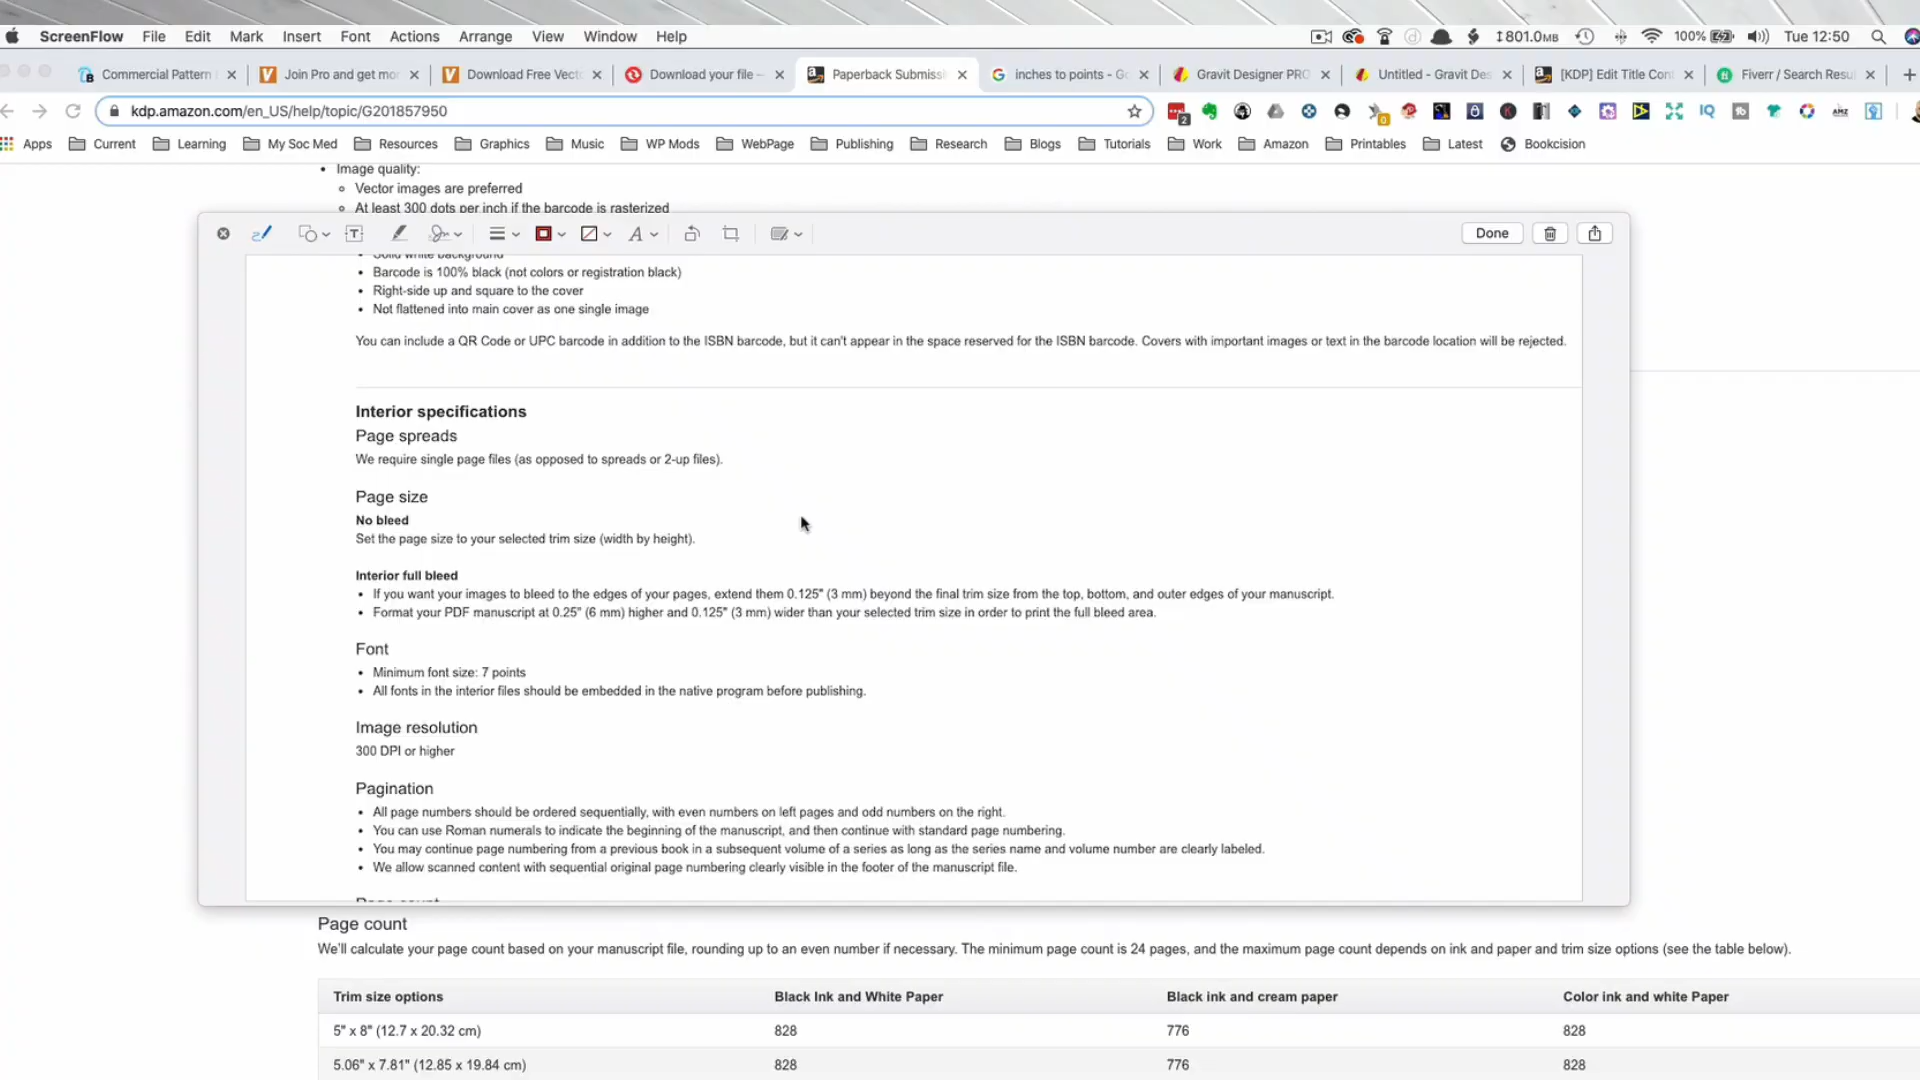 ScreenFlow File Edit Mark Insert Font Actions Arrange View Window Help 801.0MB 100% Tue 12:50
Commercial Pattern Join Pro and get mo Download Free Vect Download your file – Paperback Submissi inches to points - Go Gravit Designer PRO Untitled - Gravit Des [KDP] Edit Title Con Fiverr / Search Resu
kdp.amazon.com/en_US/help/topic/G201857950 2 0 IQ AMZ
Apps Current Learning My Soc Med Resources Graphics Music WP Mods WebPage Publishing Research Blogs Tutorials Work Amazon Printables Latest Bookcision
• Image quality:
Vector images are preferred
At least 300 dots per inch if the barcode is rasterized
T A Done
• Solid white background
• Barcode is 100% black (not colors or registration black)
• Right-side up and square to the cover
• Not flattened into main cover as one single image
You can include a QR Code or UPC barcode in addition to the ISBN barcode, but it can't appear in the space reserved for the ISBN barcode. Covers with important images or text in the barcode location will be rejected.
Interior specifications
Page spreads
We require single page files (as opposed to spreads or 2-up files).
Page size
No bleed
Set the page size to your selected trim size (width by height).
Interior full bleed
• If you want your images to bleed to the edges of your pages, extend them 0.125" (3 mm) beyond the final trim size from the top, bottom, and outer edges of your manuscript.
• Format your PDF manuscript at 0.25" (6 mm) higher and 0.125" (3 mm) wider than your selected trim size in order to print the full bleed area.
Font
• Minimum font size: 7 points
• All fonts in the interior files should be embedded in the native program before publishing.
Image resolution
300 DPI or higher
Pagination
• All page numbers should be ordered sequentially, with even numbers on left pages and odd numbers on the right.
• You can use Roman numerals to indicate the beginning of the manuscript, and then continue with standard page numbering.
• You may continue page numbering from a previous book in a subsequent volume of a series as long as the series name and volume number are clearly labeled.
• We allow scanned content with sequential original page numbering clearly visible in the footer of the manuscript file.
Page count
Page count
We'll calculate your page count based on your manuscript file, rounding up to an even number if necessary. The minimum page count is 24 pages, and the maximum page count depends on ink and paper and trim size options (see the table below).
Trim size options Black Ink and White Paper Black ink and cream paper Color ink and white Paper
5" x 8" (12.7 x 20.32 cm) 828 776 828
5.06" x 7.81" (12.85 x 19.84 cm) 828 776 828